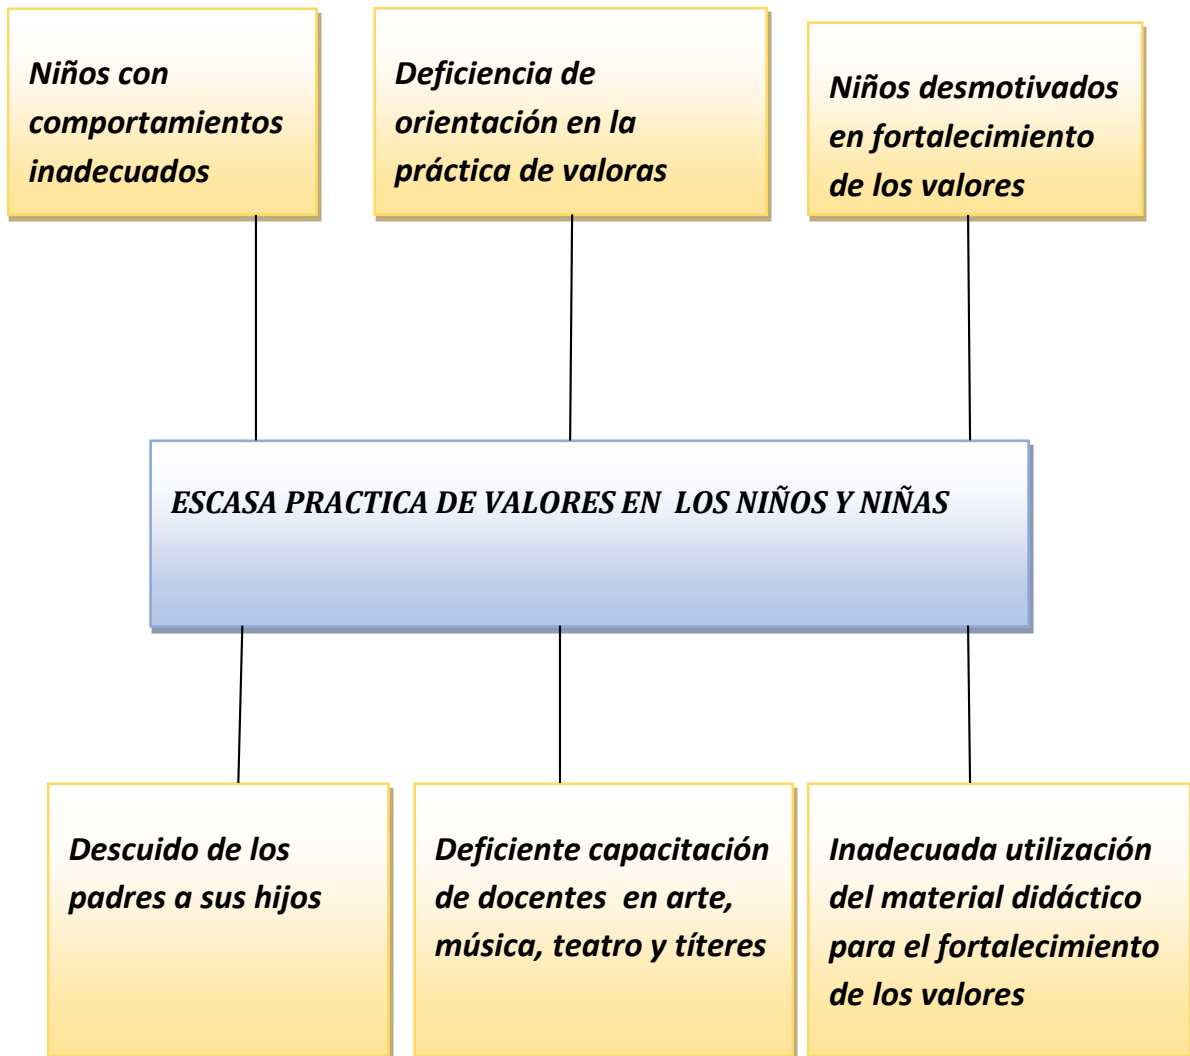 Niños con
comportamientos
inadecuados
Deficiencia de
orientación en la
práctica de valoras
Niños desmotivados
en fortalecimiento
de los valores
ESCASA PRACTICA DE VALORES EN  LOS NIÑOS Y NIÑAS
Descuido de los
padres a sus hijos
Deficiente capacitación
de docentes  en arte,
música, teatro y títeres
Inadecuada utilización
del material didáctico
para el fortalecimiento
de los valores